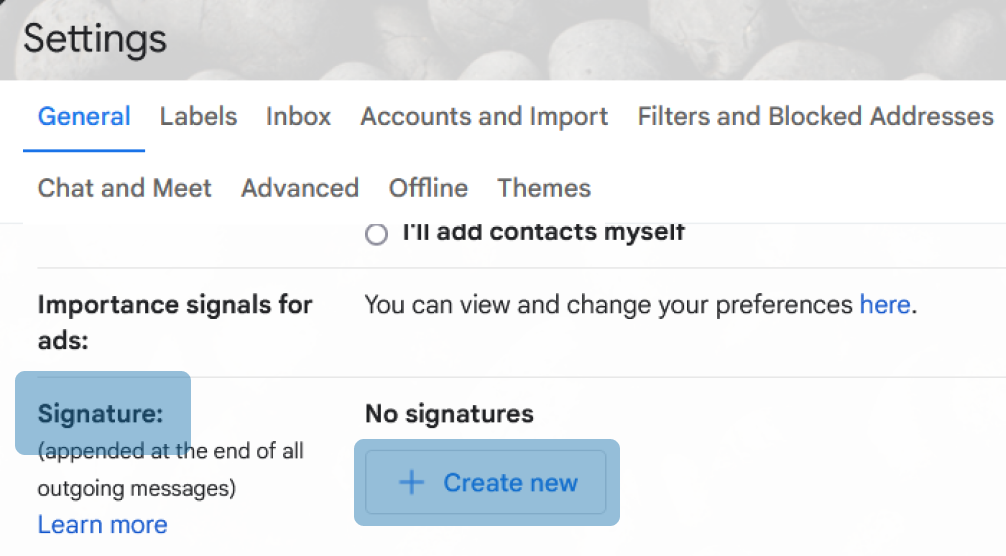 Settings
General Labels Inbox Accounts and Import Filters and Blocked Addresses
Chat and Meet Advanced Offline Themes
I'll add contacts myself
Importance signals for ads: You can view and change your preferences here.
Signature: No signatures
(appended at the end of all
outgoing messages)
+ Create new
Learn more